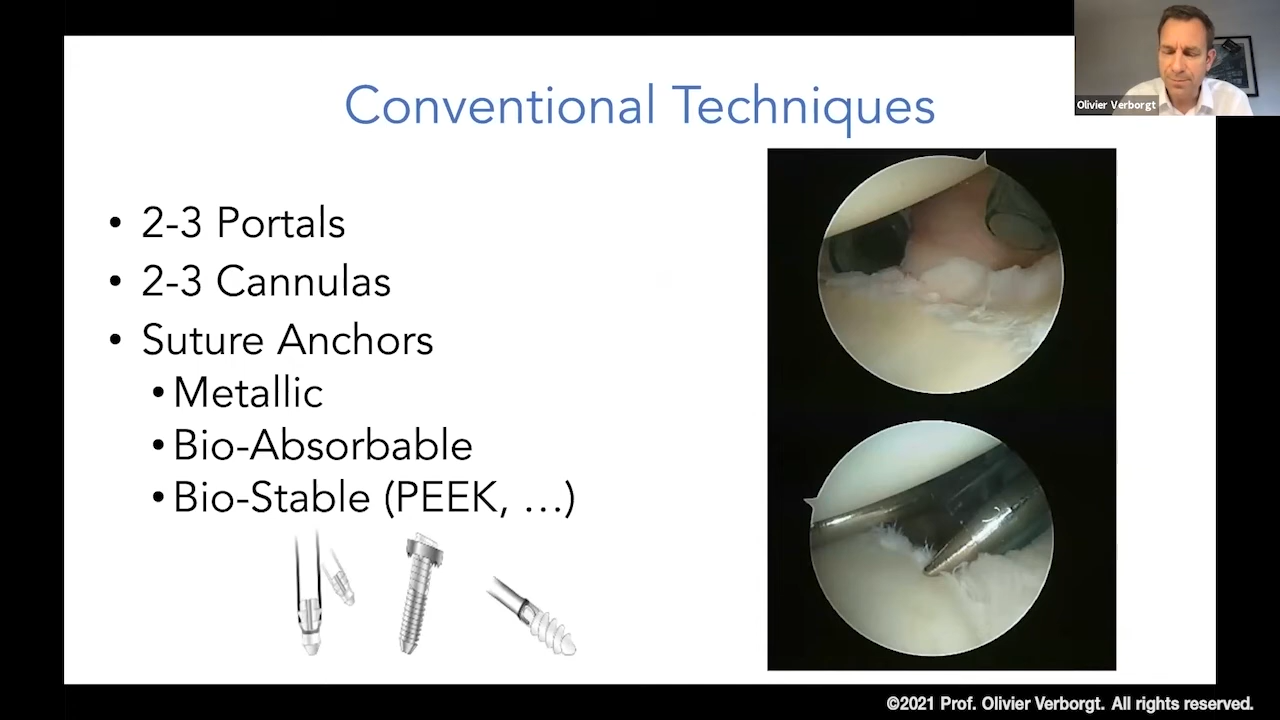 Conventional Techniques
Olivier Verborgt
• 2-3 Portals
• 2-3 Cannulas
• Suture Anchors
• Metallic
• Bio-Absorbable
• Bio-Stable (PEEK, …)
©2021 Prof. Olivier Verborgt. All rights reserved.